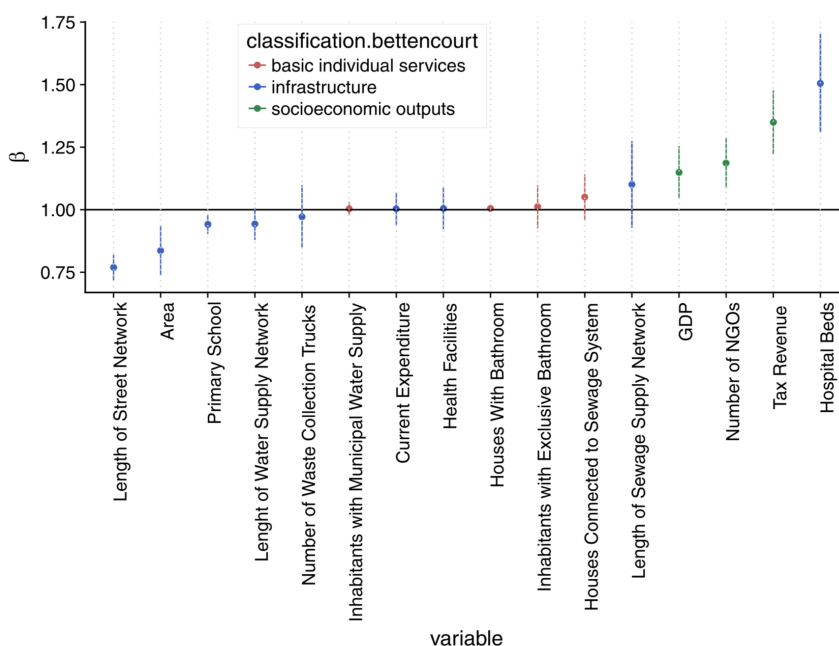 1.75
1.50
1.25
1.00
0.75
β
classification.bettencourt
basic individual services
infrastructure
socioeconomic outputs
Length of Street Network
Area
Primary School
Lenght of Water Supply Network
Number of Waste Collection Trucks
Inhabitants with Municipal Water Supply
Current Expenditure
Health Facilities
Houses With Bathroom
Inhabitants with Exclusive Bathroom
Houses Connected to Sewage System
Length of Sewage Supply Network
GDP
Number of NGOs
Tax Revenue
Hospital Beds
variable